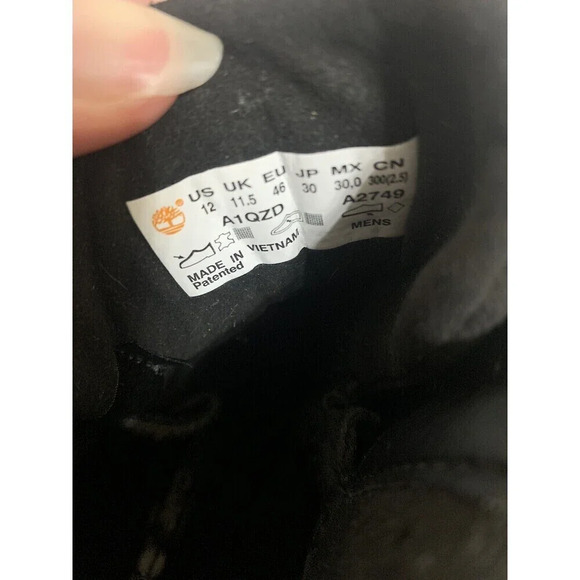 US UK EU JP MX CN
12 11.5 46 30 30,0 300(2.5)
A1QZD A2749
MADE IN VIETNAM MENS
Patented